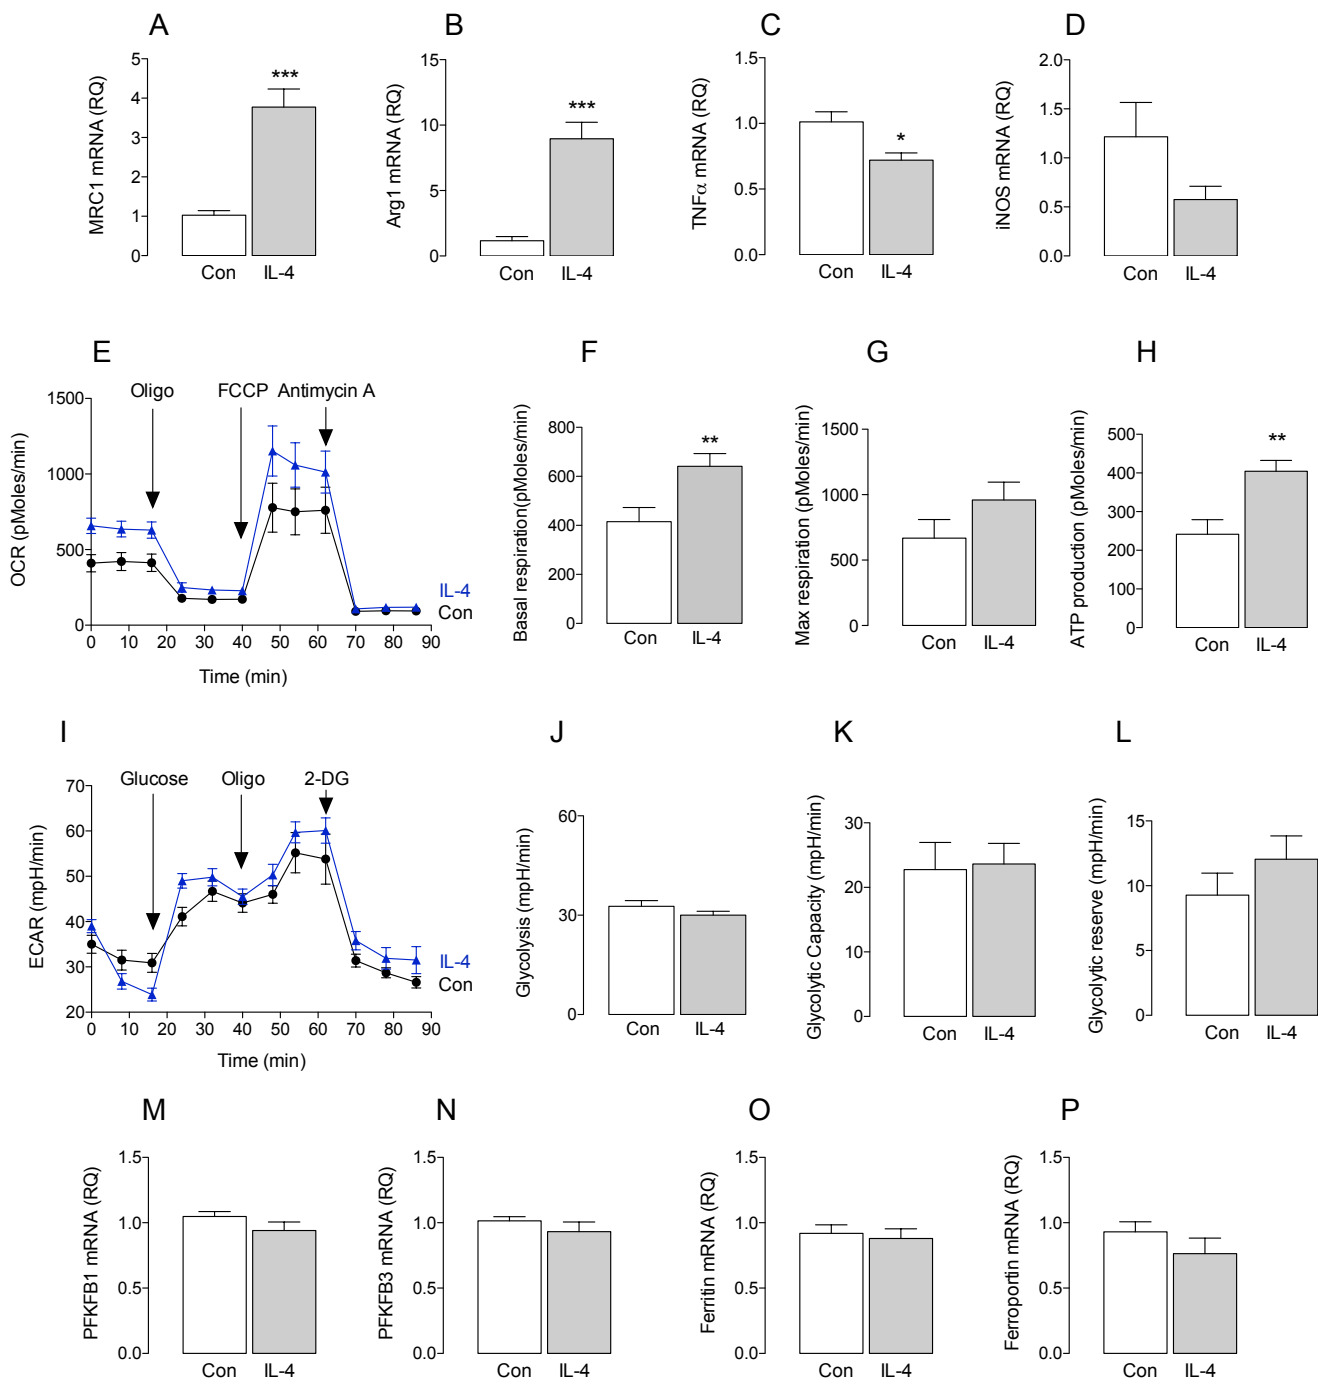 A
MRC1 mRNA (RQ)
5
4
3
2
1
0
***
Con IL-4
B
Arg1 mRNA (RQ)
15
10
5
0
***
Con IL-4
C
TNFα mRNA (RQ)
1.5
1.0
0.5
0.0
*
Con IL-4
D
iNOS mRNA (RQ)
2.0
1.5
1.0
0.5
0.0
Con IL-4
E
OCR (pMoles/min)
1500
1000
500
0
Oligo FCCP Antimycin A
IL-4
Con
0 10 20 30 40 50 60 70 80 90
Time (min)
F
Basal respiration(pMoles/min)
800
600
400
200
0
**
Con IL-4
G
Max respiration (pMoles/min)
1500
1000
500
0
Con IL-4
H
ATP production (pMoles/min)
500
400
300
200
100
0
**
Con IL-4
I
ECAR (mpH/min)
70
60
50
40
30
20
Glucose Oligo 2-DG
IL-4
Con
0 10 20 30 40 50 60 70 80 90
Time (min)
J
Glycolysis (mpH/min)
60
30
0
Con IL-4
K
Glycolytic Capacity (mpH/min)
30
20
10
0
Con IL-4
L
Glycolytic reserve (mpH/min)
15
10
5
0
Con IL-4
M
PFKFB1 mRNA (RQ)
1.5
1.0
0.5
0.0
Con IL-4
N
PFKFB3 mRNA (RQ)
1.5
1.0
0.5
0.0
Con IL-4
O
Ferritin mRNA (RQ)
1.5
1.0
0.5
0.0
Con IL-4
P
Ferroportin mRNA (RQ)
1.5
1.0
0.5
0.0
Con IL-4